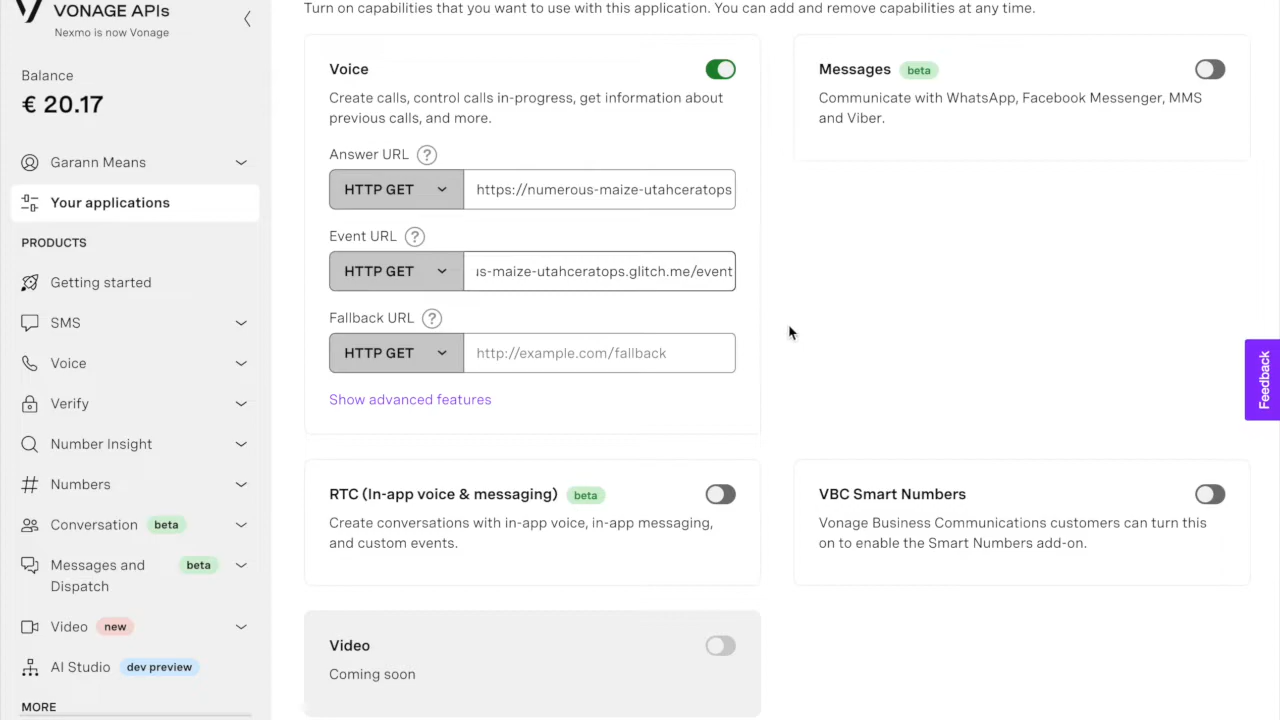 VONAGE APIs
Nexmo is now Vonage
Balance
€ 20.17
Garann Means
Your applications
PRODUCTS
Getting started
SMS
Voice
Verify
Number Insight
Numbers
Conversation beta
Messages and beta
Dispatch
Video new
AI Studio dev preview
MORE
Turn on capabilities that you want to use with this application. You can add and remove capabilities at any time.
Voice
Create calls, control calls in-progress, get information about
previous calls, and more.
Answer URL ?
HTTP GET https://numerous-maize-utahceratops
Event URL ?
HTTP GET us-maize-utahceratops.glitch.me/event
Fallback URL ?
HTTP GET http://example.com/fallback
Show advanced features
Messages beta
Communicate with WhatsApp, Facebook Messenger, MMS
and Viber.
RTC (In-app voice & messaging) beta
Create conversations with in-app voice, in-app messaging,
and custom events.
VBC Smart Numbers
Vonage Business Communications customers can turn this
on to enable the Smart Numbers add-on.
Video
Coming soon
Feedback